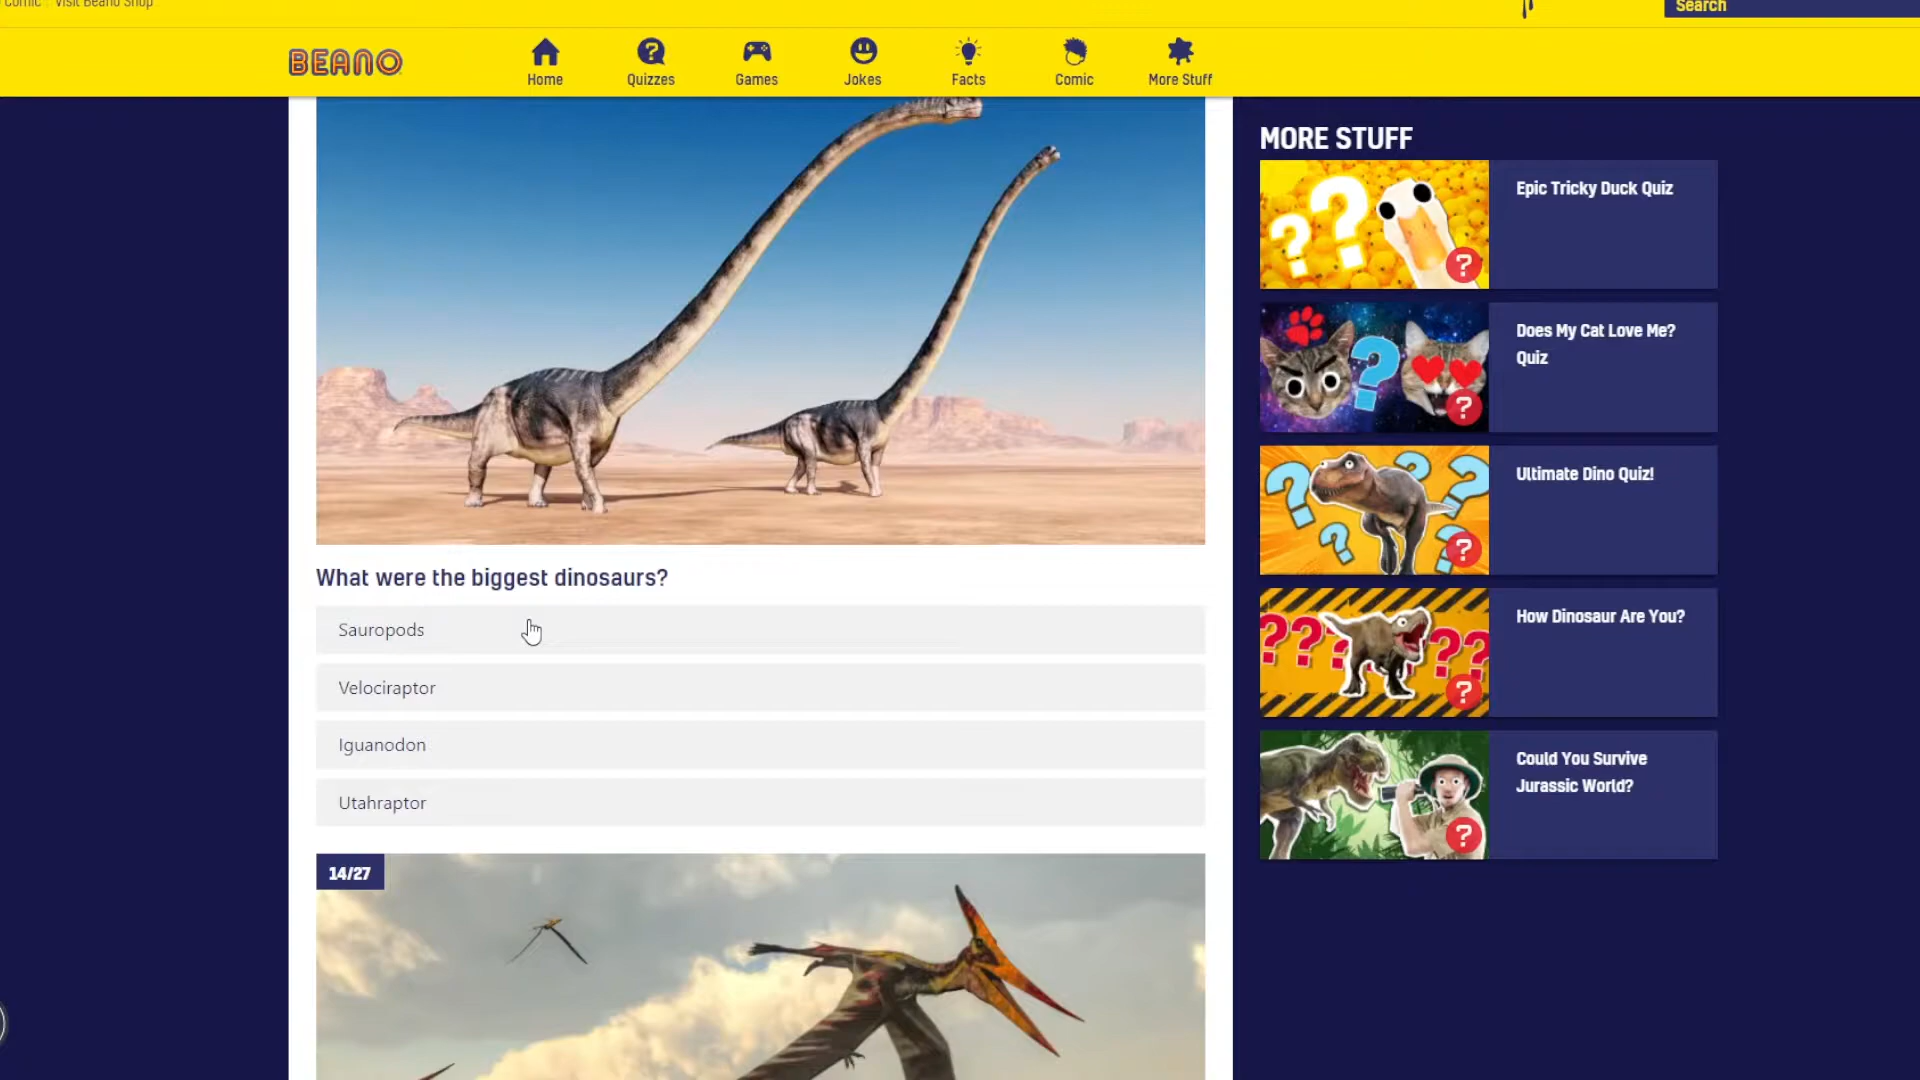 Comic Visit Beano Shop
Search
BEANO
Home
Quizzes
Games
Jokes
Facts
Comic
More Stuff
MORE STUFF
Epic Tricky Duck Quiz
Does My Cat Love Me?
Quiz
Ultimate Dino Quiz!
How Dinosaur Are You?
Could You Survive
Jurassic World?
What were the biggest dinosaurs?
Sauropods
Velociraptor
Iguanodon
Utahraptor
14/27